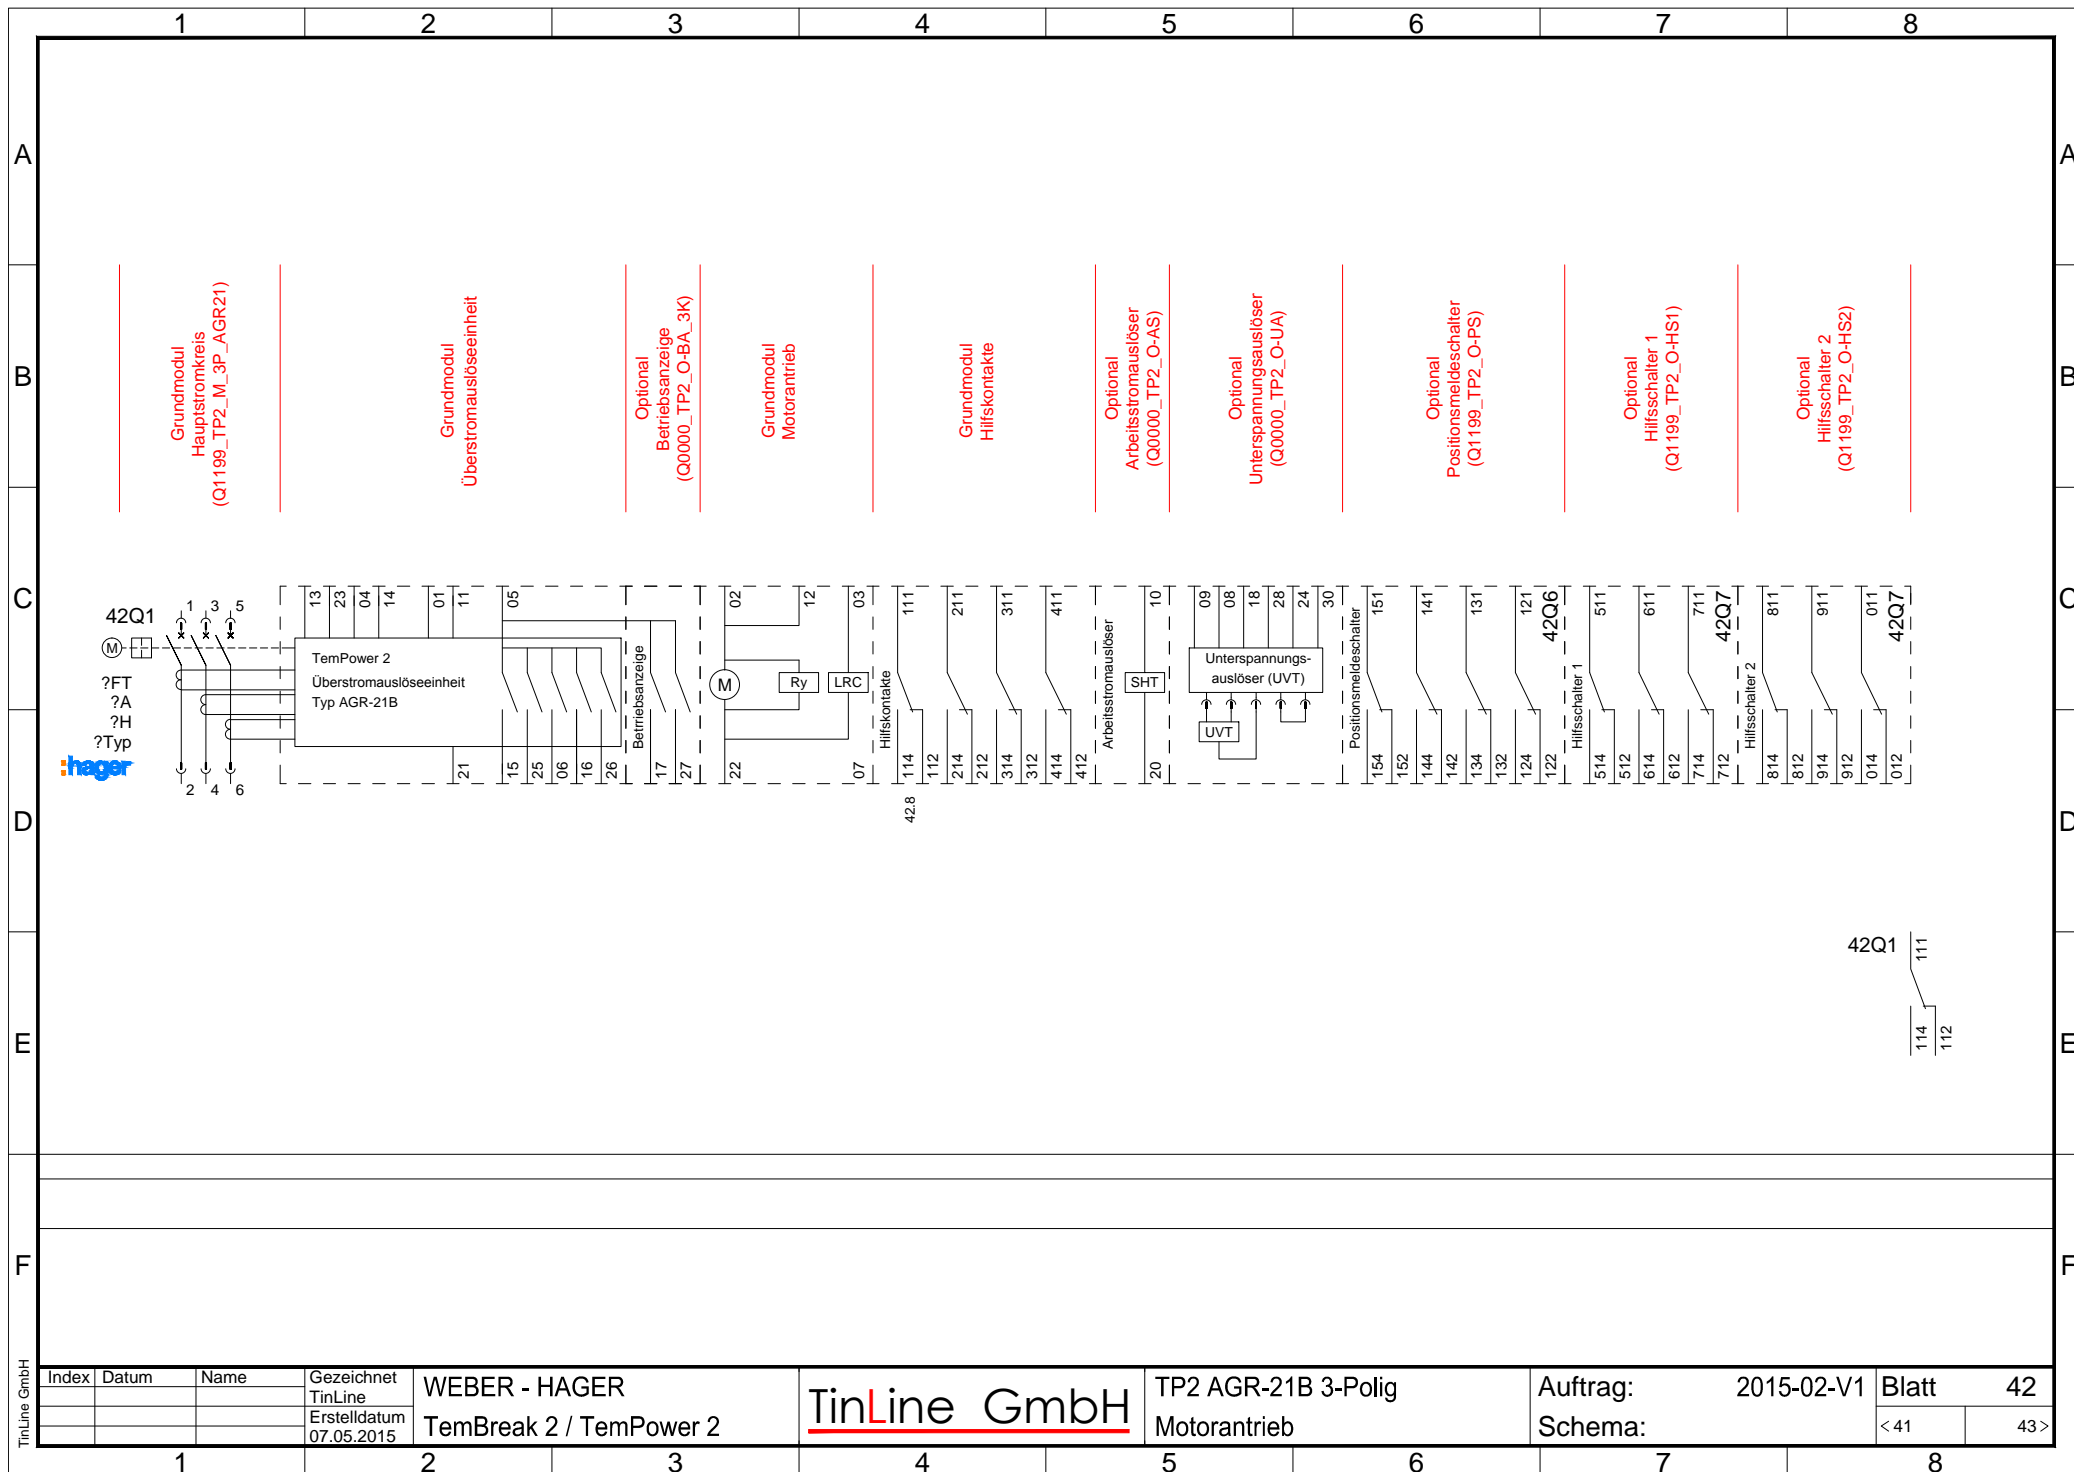 1 2 3 4 5 6 7 8
A A
B B
C C
D D
E E
F F
Grundmodul
Hauptstromkreis
(Q1199_TP2_M_3P_AGR21)
Grundmodul
Überstromauslöseeinheit
Optional
Betriebsanzeige
(Q0000_TP2_O-BA_3K)
Grundmodul
Motorantrieb
Grundmodul
Hilfskontakte
Optional
Arbeitsstromauslöser
(Q0000_TP2_O-AS)
Optional
Unterspannungsauslöser
(Q0000_TP2_O-UA)
Optional
Positionsmeldeschalter
(Q1199_TP2_O-PS)
Optional
Hilfsschalter 1
(Q1199_TP2_O-HS1)
Optional
Hilfsschalter 2
(Q1199_TP2_O-HS2)
42Q1
1 3 5
M
?FT
?A
?H
?Typ
:hager
2 4 6
13 23 04 14 01 11 05
TemPower 2
Überstromauslöseeinheit
Typ AGR-21B
21 15 25 06 16 26
Betrriebsanzeige
17 27
02 12 03
M Ry LRC
22 07
Hilfskontakte
111 211 311 411
114 112 214 212 314 312 414 412
42.8
Arbeitsstromauslöser
10
SHT
20
09 08 18 28 24 30
Unterspannungs-
auslöser (UVT)
UVT
Positionsmeldeschalter
151 141 131 121
42Q6
154 152 144 142 134 132 124 122
Hilfsschalter 1
511 611 711
42Q7
514 512 614 612 714 712
Hilfsschalter 2
811 911 011
42Q7
814 812 914 912 014 012
42Q1
111
114 112
TinLine GmbH
Index Datum Name
Gezeichnet
TinLine
Erstelldatum
07.05.2015
WEBER - HAGER
TemBreak 2 / TemPower 2
TinLine GmbH
TP2 AGR-21B 3-Polig
Motorantrieb
Auftrag: 2015-02-V1
Schema:
Blatt 42
< 41 43 >
1 2 3 4 5 6 7 8